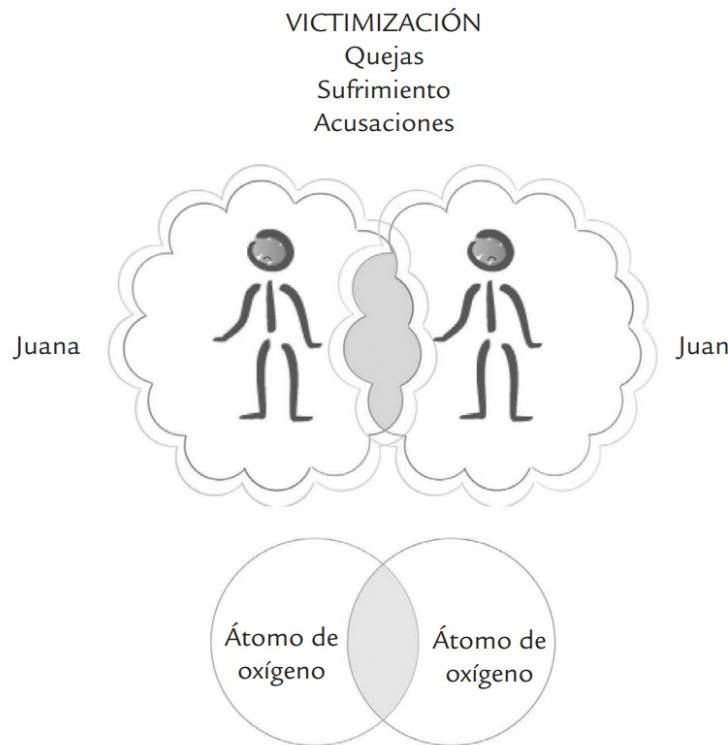 VICTIMIZACIÓN
Quejas
Sufrimiento
Acusaciones
Juana
Juan
Átomo de
oxígeno
Átomo de
oxígeno